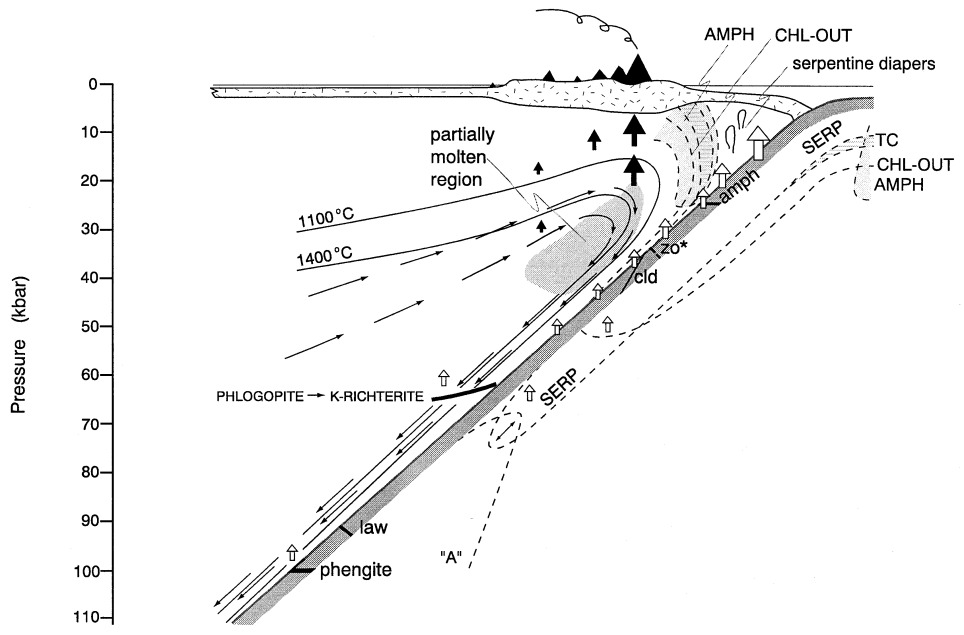 AMPH
CHL-OUT
serpentine diapers
0
10
20
30
40
50
60
70
80
90
100
110
Pressure (kbar)
partially
molten
region
SERP
TC
CHL-OUT
AMPH
1100°C
1400°C
amph
zo*
cld
PHLOGOPITE → K-RICHTERITE
SERP
law
"A"
phengite